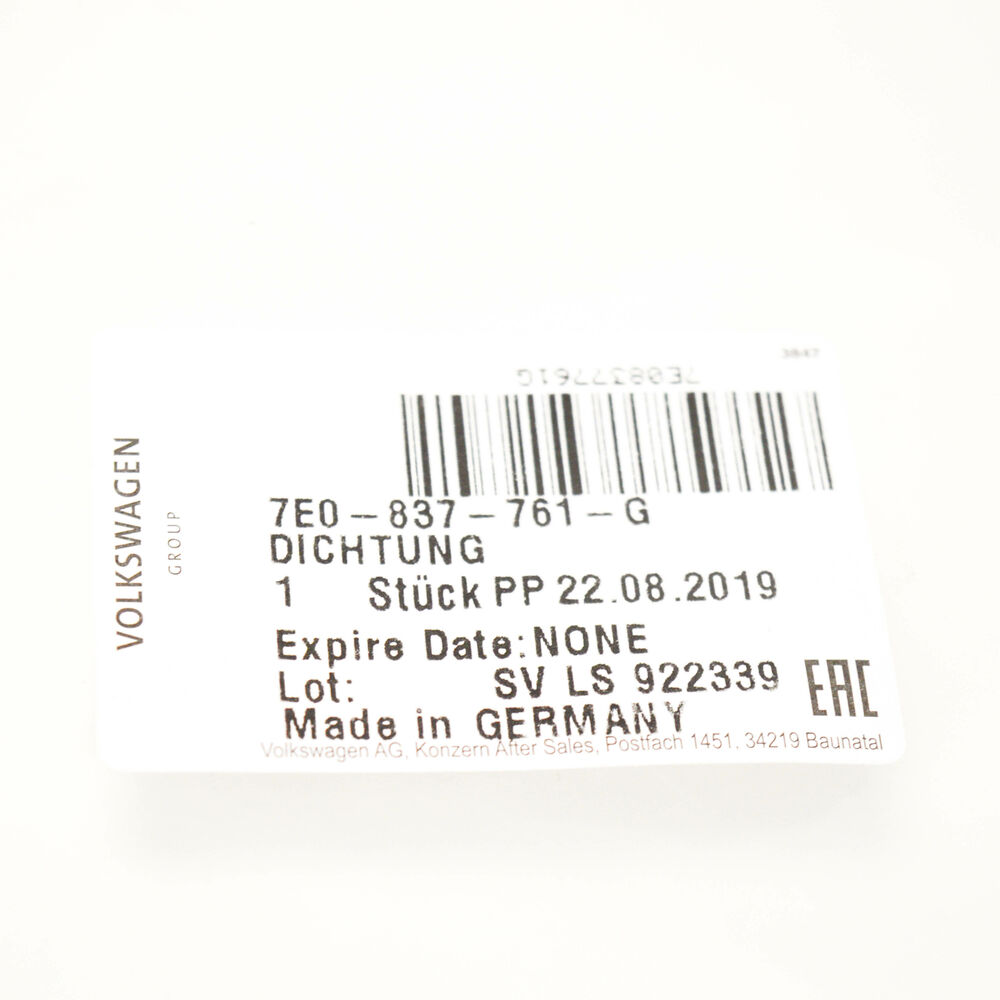 3847
7E0837761G
VOLKSWAGEN
GROUP
7E0-837-761-G
DICHTUNG
1 Stück PP 22.08.2019
Expire Date:NONE
Lot: SV LS 922339
Made in GERMANY
EAC
Volkswagen AG, Konzern After Sales, Postfach 1451, 34219 Baunatal